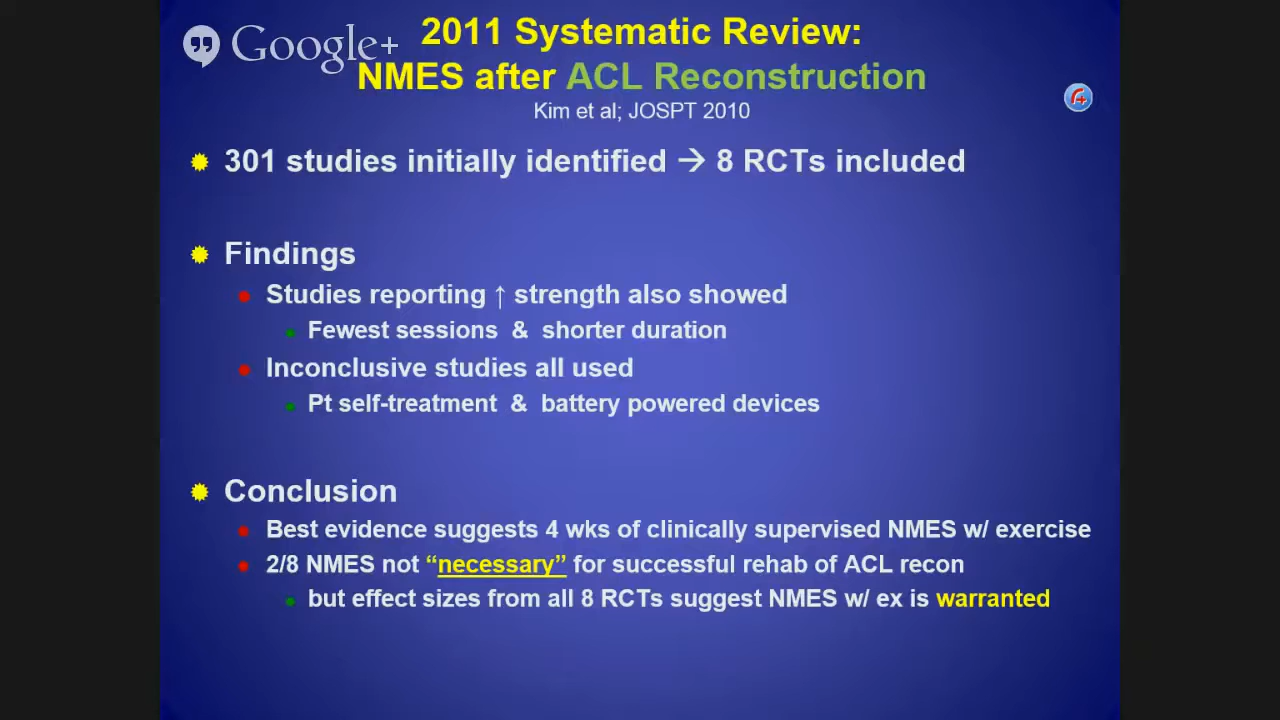 Google+
2011 Systematic Review:
NMES after ACL Reconstruction
Kim et al; JOSPT 2010
301 studies initially identified → 8 RCTs included
Findings
Studies reporting ↑ strength also showed
Fewest sessions & shorter duration
Inconclusive studies all used
Pt self-treatment & battery powered devices
Conclusion
Best evidence suggests 4 wks of clinically supervised NMES w/ exercise
2/8 NMES not “necessary” for successful rehab of ACL recon
but effect sizes from all 8 RCTs suggest NMES w/ ex is warranted